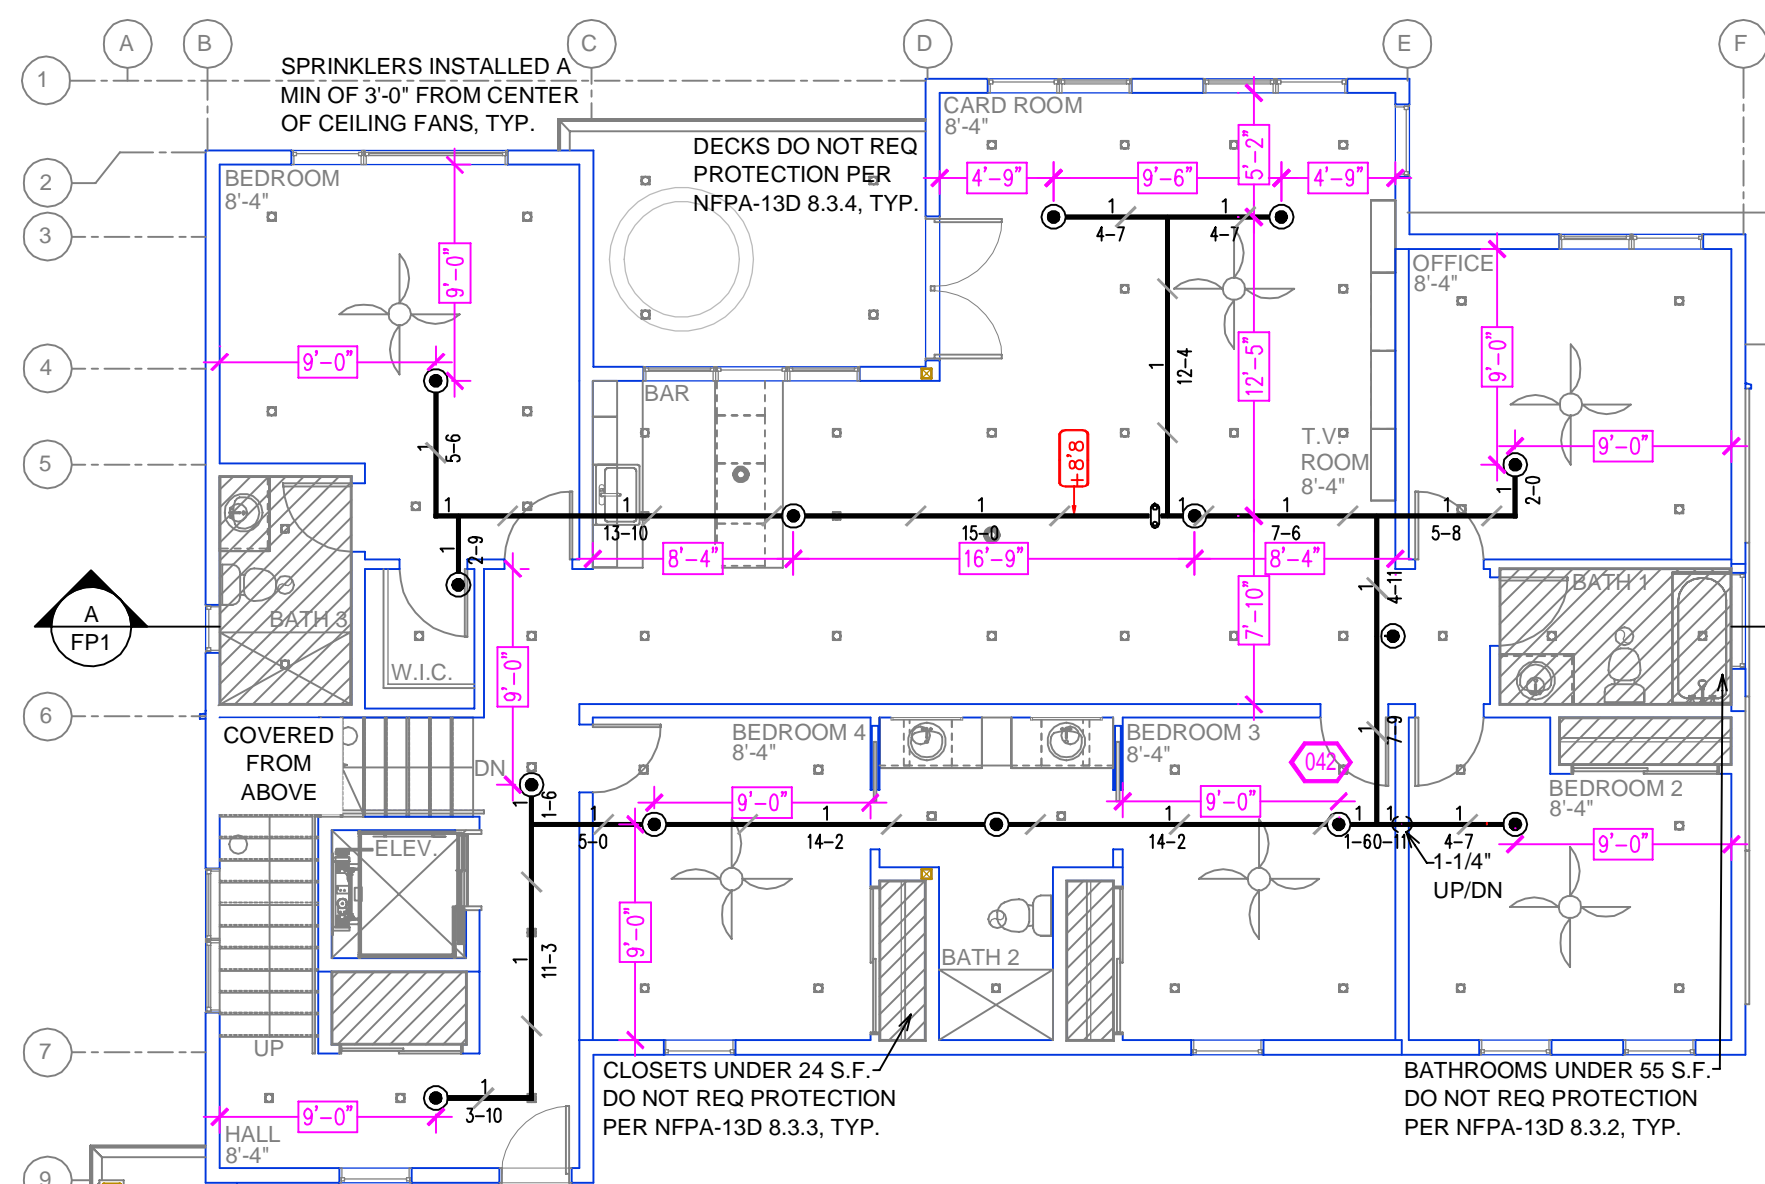 A
B
C
D
E
F
1
2
3
4
5
6
7
9
SPRINKLERS INSTALLED A
MIN OF 3'-0" FROM CENTER
OF CEILING FANS, TYP.
DECKS DO NOT REQ
PROTECTION PER
NFPA-13D 8.3.4, TYP.
CARD ROOM
8'-4"
4'-9"
9'-6"
5'-2"
4'-9"
BEDROOM
8'-4"
9'-0"
9'-0"
1
4-7
1
4-7
OFFICE
8'-4"
9'-0"
9'-0"
1
12-4
12'-5"
BAR
T.V.
ROOM
8'-4"
+8'8
1
5-6
1
13-10
1
15-0
1
1
7-6
1
5-8
1
2-0
1
2-9
8'-4"
16'-9"
8'-4"
1
4-11
7'-10"
BATH 1
BATH 3
A
FP1
W.I.C.
9'-0"
COVERED
FROM
ABOVE
DN
BEDROOM 4
8'-4"
BEDROOM 3
8'-4"
042
1
7-9
BEDROOM 2
8'-4"
9'-0"
9'-0"
9'-0"
1
1-6
1
5-0
1
14-2
1
14-2
1
1-6
1
0-11
1
4-7
1-1/4"
UP/DN
ELEV.
9'-0"
1
11-3
BATH 2
UP
CLOSETS UNDER 24 S.F.
DO NOT REQ PROTECTION
PER NFPA-13D 8.3.3, TYP.
BATHROOMS UNDER 55 S.F.
DO NOT REQ PROTECTION
PER NFPA-13D 8.3.2, TYP.
9'-0"
1
3-10
HALL
8'-4"